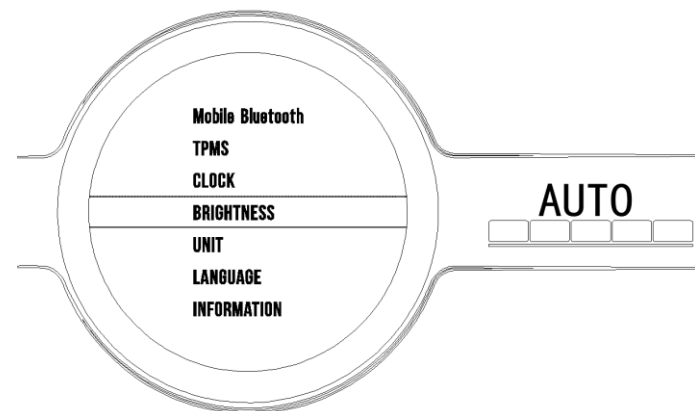 Mobile Bluetooth
TPMS
CLOCK
BRIGHTNESS
UNIT
LANGUAGE
INFORMATION
AUTO